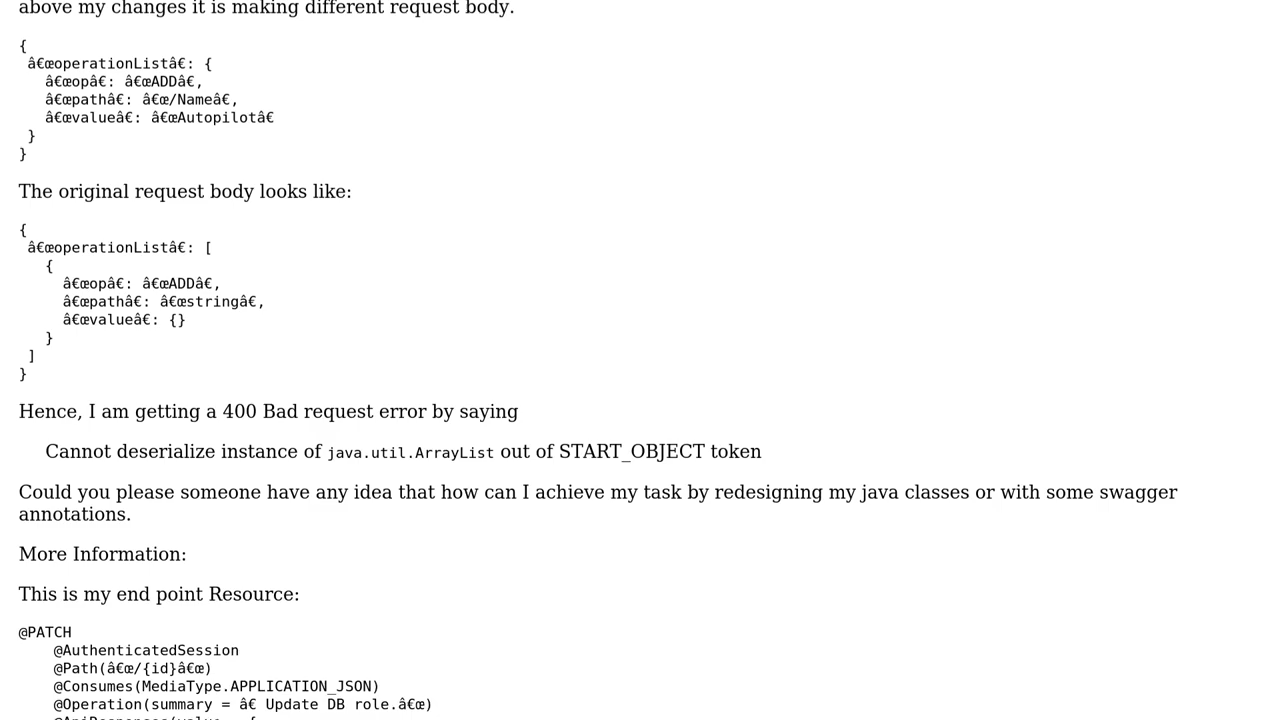 above my changes it is making different request body.
{
 â€œoperationListâ€: {
   â€œopâ€: â€œADDâ€,
   â€œpathâ€: â€œ/Nameâ€,
   â€œvalueâ€: â€œAutopilotâ€
 }
}
The original request body looks like:
{
 â€œoperationListâ€: [
   {
     â€œopâ€: â€œADDâ€,
     â€œpathâ€: â€œstringâ€,
     â€œvalueâ€: {}
   }
 ]
}
Hence, I am getting a 400 Bad request error by saying
Cannot deserialize instance of java.util.ArrayList out of START_OBJECT token
Could you please someone have any idea that how can I achieve my task by redesigning my java classes or with some swagger
annotations.
More Information:
This is my end point Resource:
@PATCH
    @AuthenticatedSession
    @Path(â€œ/{id}â€œ)
    @Consumes(MediaType.APPLICATION_JSON)
    @Operation(summary = â€ Update DB role.â€œ)
    @ApiResponses(value = {